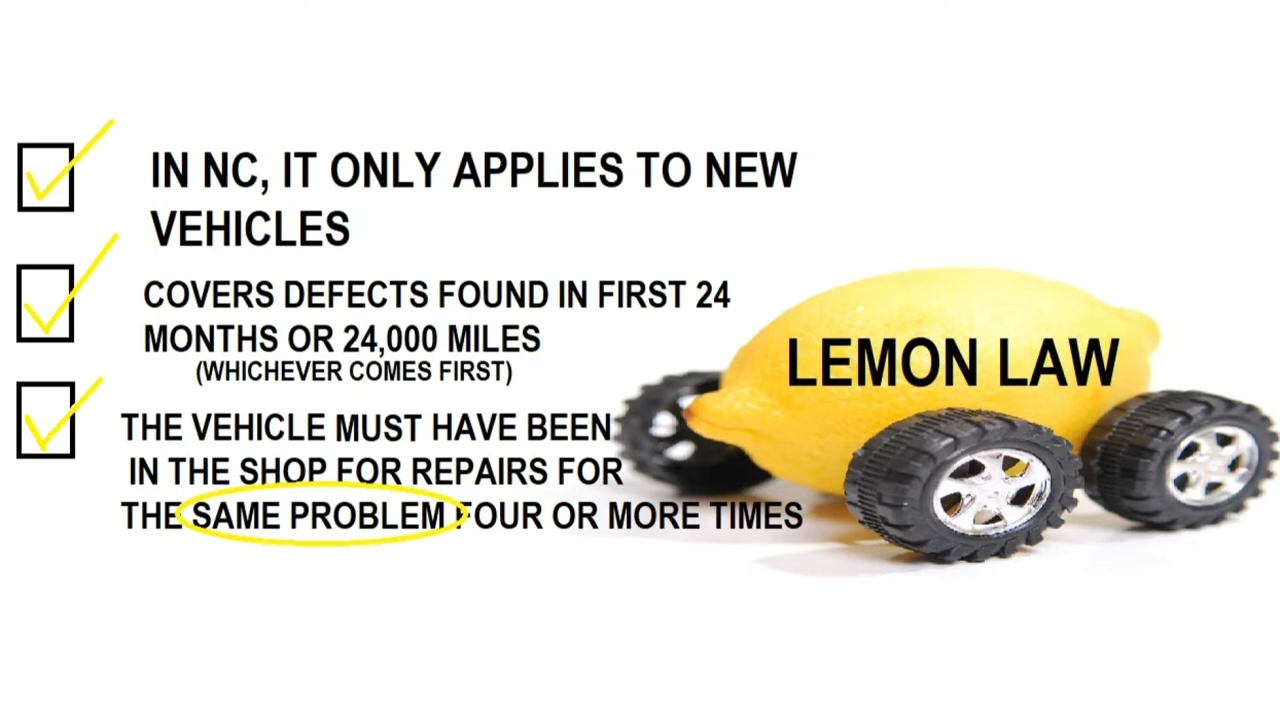 IN NC, IT ONLY APPLIES TO NEW
VEHICLES
COVERS DEFECTS FOUND IN FIRST 24
MONTHS OR 24,000 MILES
(WHICHEVER COMES FIRST)
THE VEHICLE MUST HAVE BEEN
IN THE SHOP FOR REPAIRS FOR
THE SAME PROBLEM FOUR OR MORE TIMES
LEMON LAW